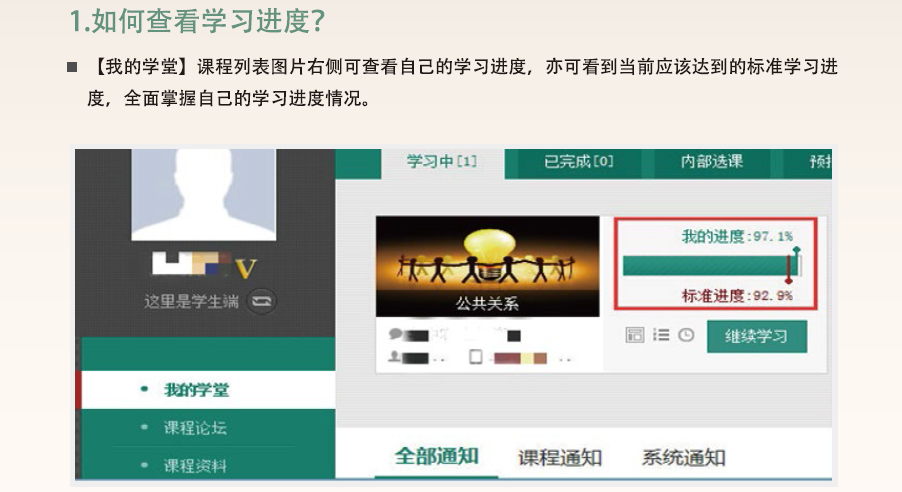 1.如何查看学习进度？
【我的学堂】课程列表图片右侧可查看自己的学习进度，亦可看到当前应该达到的标准学习进
度，全面掌握自己的学习进度情况。
学习中[1]
已完成[0]
内部选课
V
这里是学生端
公共关系
我的进度:97.1%
标准进度:92.9%
继续学习
我的学堂
课程论坛
课程资料
全部通知
课程通知
系统通知